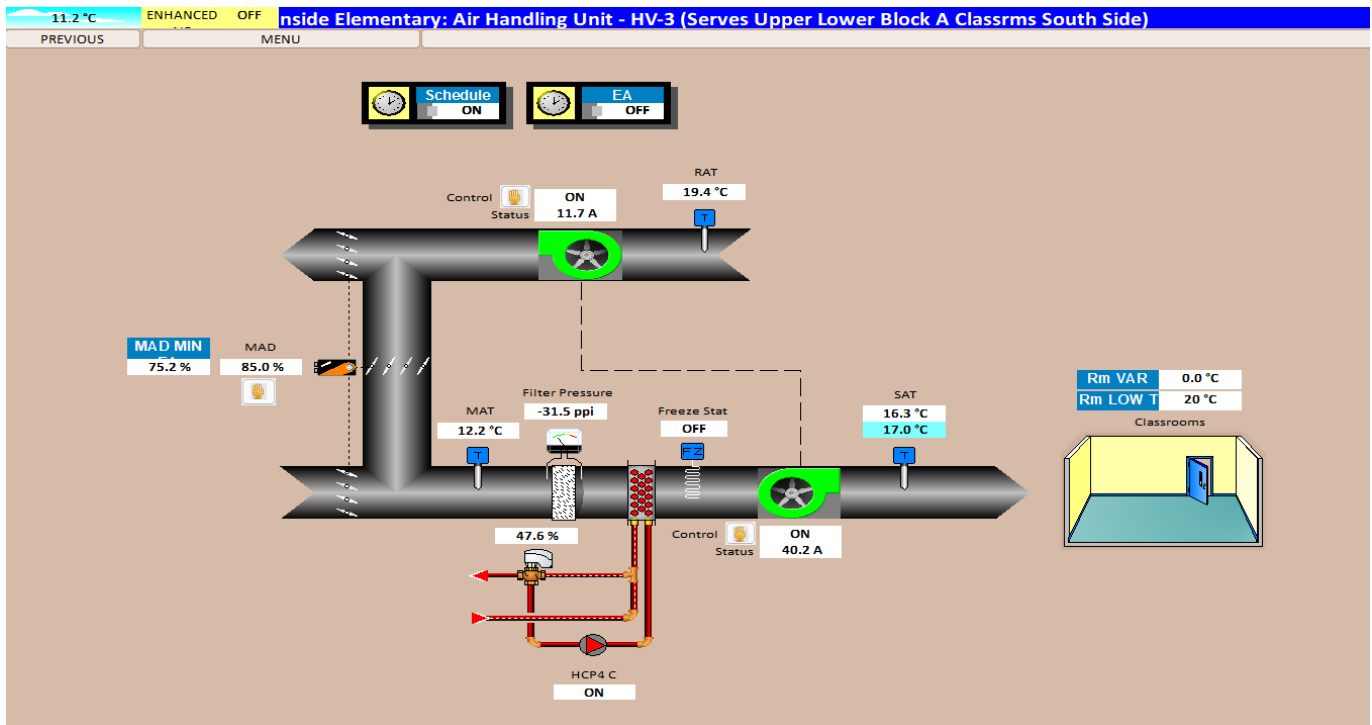 11.2 °C
ENHANCED OFF
nside Elementary: Air Handling Unit - HV-3 (Serves Upper Lower Block A Classrms South Side)
PREVIOUS
MENU
Schedule
ON
EA
OFF
RAT
19.4 °C
Control
ON
Status
11.7 A
T
MAD MIN
75.2 %
MAD
85.0 %
Filter Pressure
-31.5 ppi
MAT
12.2 °C
T
Freeze Stat
OFF
FZ
SAT
16.3 °C
17.0 °C
T
Rm VAR
0.0 °C
Rm LOW T
20 °C
Classrooms
47.6 %
Control
ON
Status
40.2 A
HCP4 C
ON